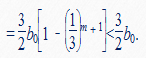 = 3/2 b₀ [1 − (1/3)^(m + 1)] < 3/2 b₀.